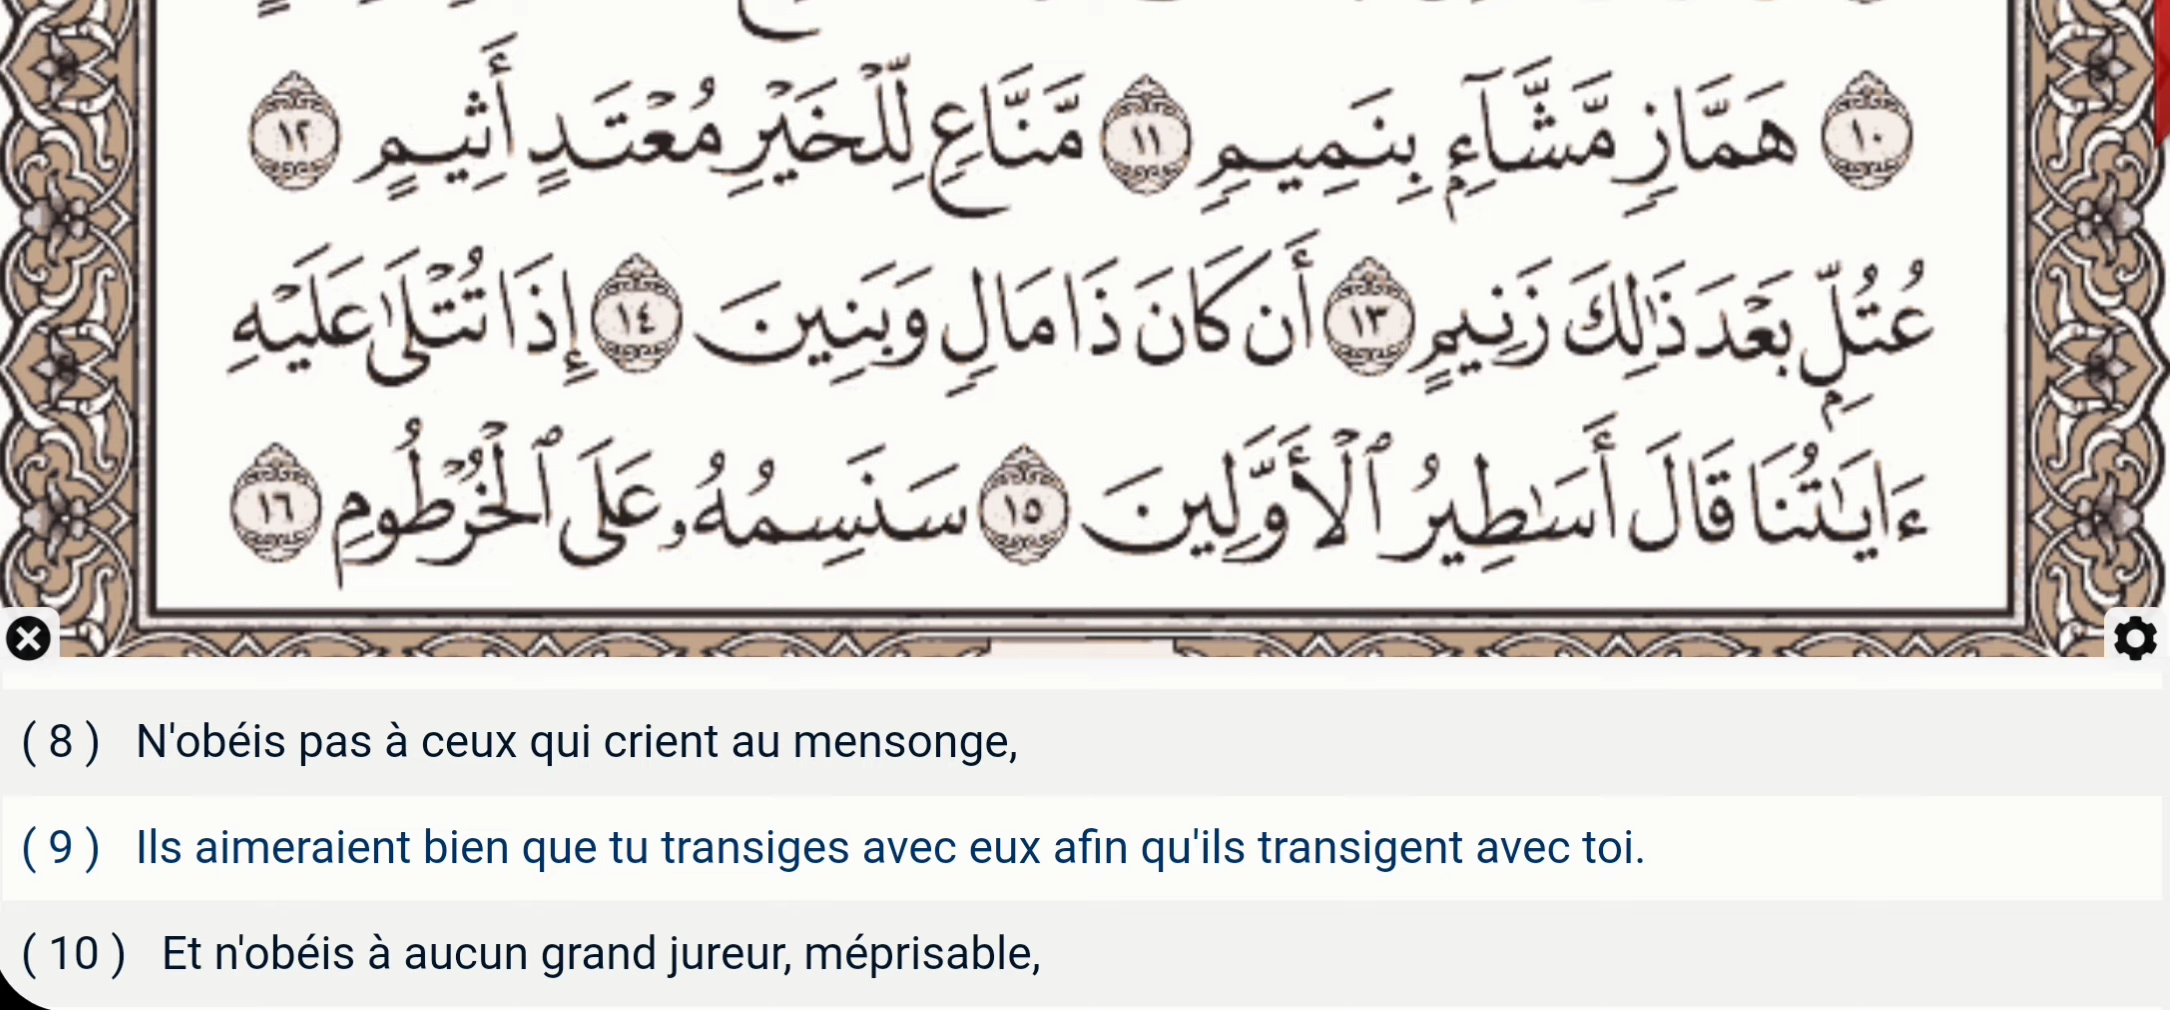 ١٠ هَمَّازٍ مَّشَّآءِۭ بِنَمِيمٍ ١١ مَّنَّاعٍ لِّلْخَيْرِ مُعْتَدٍ أَثِيمٍ ١٢
عُتُلٍّۭ بَعْدَ ذَٰلِكَ زَنِيمٍ ١٣ أَن كَانَ ذَا مَالٍ وَبَنِينَ ١٤ إِذَا تُتْلَىٰ عَلَيْهِ
ءَايَـٰتُنَا قَالَ أَسَـٰطِيرُ ٱلْأَوَّلِينَ ١٥ سَنَسِمُهُۥ عَلَى ٱلْخُرْطُومِ ١٦
( 8 ) N'obéis pas à ceux qui crient au mensonge,
( 9 ) Ils aimeraient bien que tu transiges avec eux afin qu'ils transigent avec toi.
( 10 ) Et n'obéis à aucun grand jureur, méprisable,